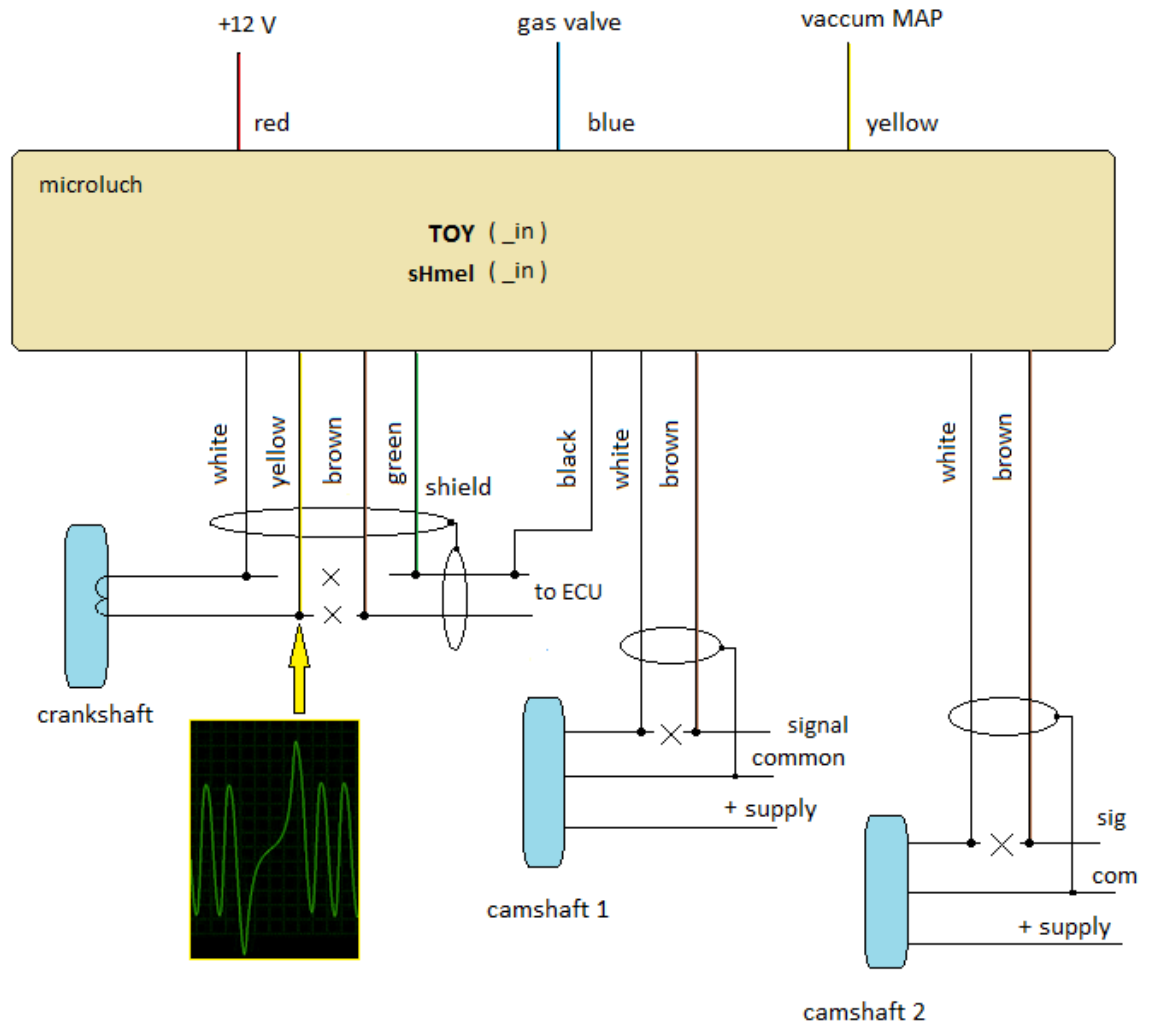 +12 V
gas valve
vaccum MAP
red
blue
yellow
microluch
TOY ( _in )
sHmel ( _in )
white
yellow
brown
green
black
white
brown
white
brown
shield
to ECU
crankshaft
signal
common
+ supply
camshaft 1
sig
com
+ supply
camshaft 2